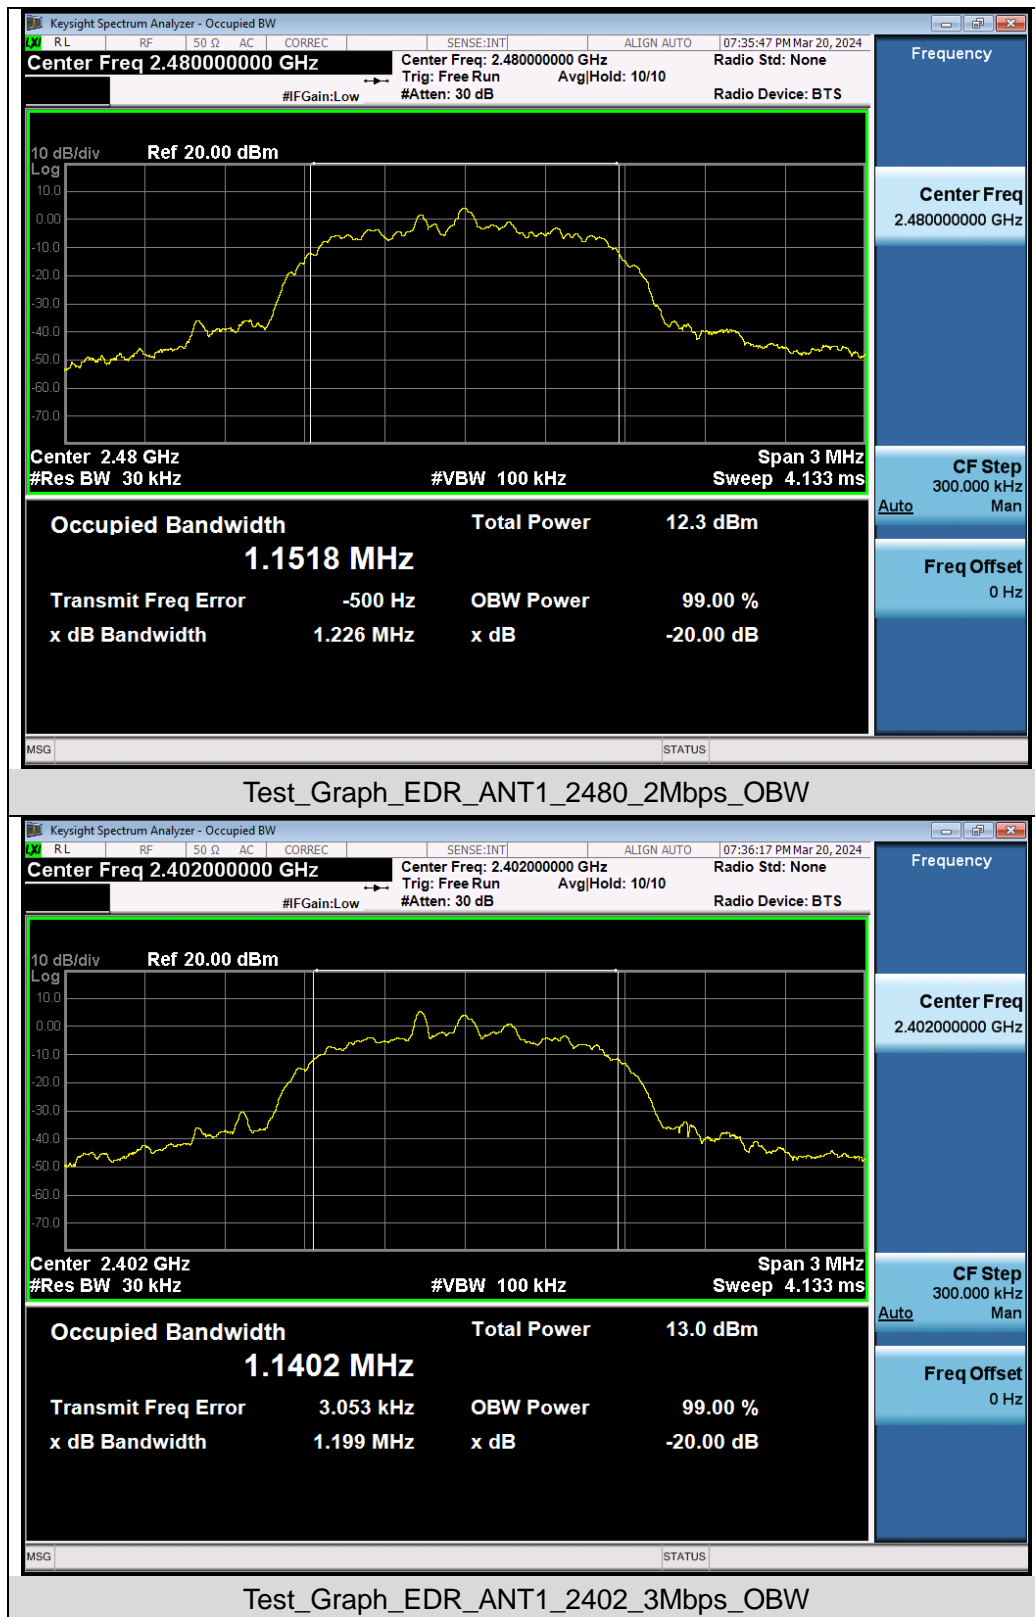 Keysight Spectrum Analyzer - Occupied BW
LXI RL RF 50 Ω AC CORREC SENSE:INT ALIGN AUTO 07:35:47 PM Mar 20, 2024
Center Freq 2.480000000 GHz
Center Freq: 2.480000000 GHz
Radio Std: None
Trig: Free Run Avg|Hold: 10/10
#IFGain:Low
#Atten: 30 dB
Radio Device: BTS
10 dB/div Ref 20.00 dBm
Log
10.0
0.00
-10.0
-20.0
-30.0
-40.0
-50.0
-60.0
-70.0
Center 2.48 GHz Span 3 MHz
#Res BW 30 kHz #VBW 100 kHz Sweep 4.133 ms
Occupied Bandwidth Total Power 12.3 dBm
1.1518 MHz
Transmit Freq Error -500 Hz OBW Power 99.00 %
x dB Bandwidth 1.226 MHz x dB -20.00 dB
MSG STATUS
Frequency
Center Freq
2.480000000 GHz
CF Step
300.000 kHz
Auto Man
Freq Offset
0 Hz
Test_Graph_EDR_ANT1_2480_2Mbps_OBW
Keysight Spectrum Analyzer - Occupied BW
LXI RL RF 50 Ω AC CORREC SENSE:INT ALIGN AUTO 07:36:17 PM Mar 20, 2024
Center Freq 2.402000000 GHz
Center Freq: 2.402000000 GHz
Radio Std: None
Trig: Free Run Avg|Hold: 10/10
#IFGain:Low
#Atten: 30 dB
Radio Device: BTS
10 dB/div Ref 20.00 dBm
Log
10.0
0.00
-10.0
-20.0
-30.0
-40.0
-50.0
-60.0
-70.0
Center 2.402 GHz Span 3 MHz
#Res BW 30 kHz #VBW 100 kHz Sweep 4.133 ms
Occupied Bandwidth Total Power 13.0 dBm
1.1402 MHz
Transmit Freq Error 3.053 kHz OBW Power 99.00 %
x dB Bandwidth 1.199 MHz x dB -20.00 dB
MSG STATUS
Frequency
Center Freq
2.402000000 GHz
CF Step
300.000 kHz
Auto Man
Freq Offset
0 Hz
Test_Graph_EDR_ANT1_2402_3Mbps_OBW